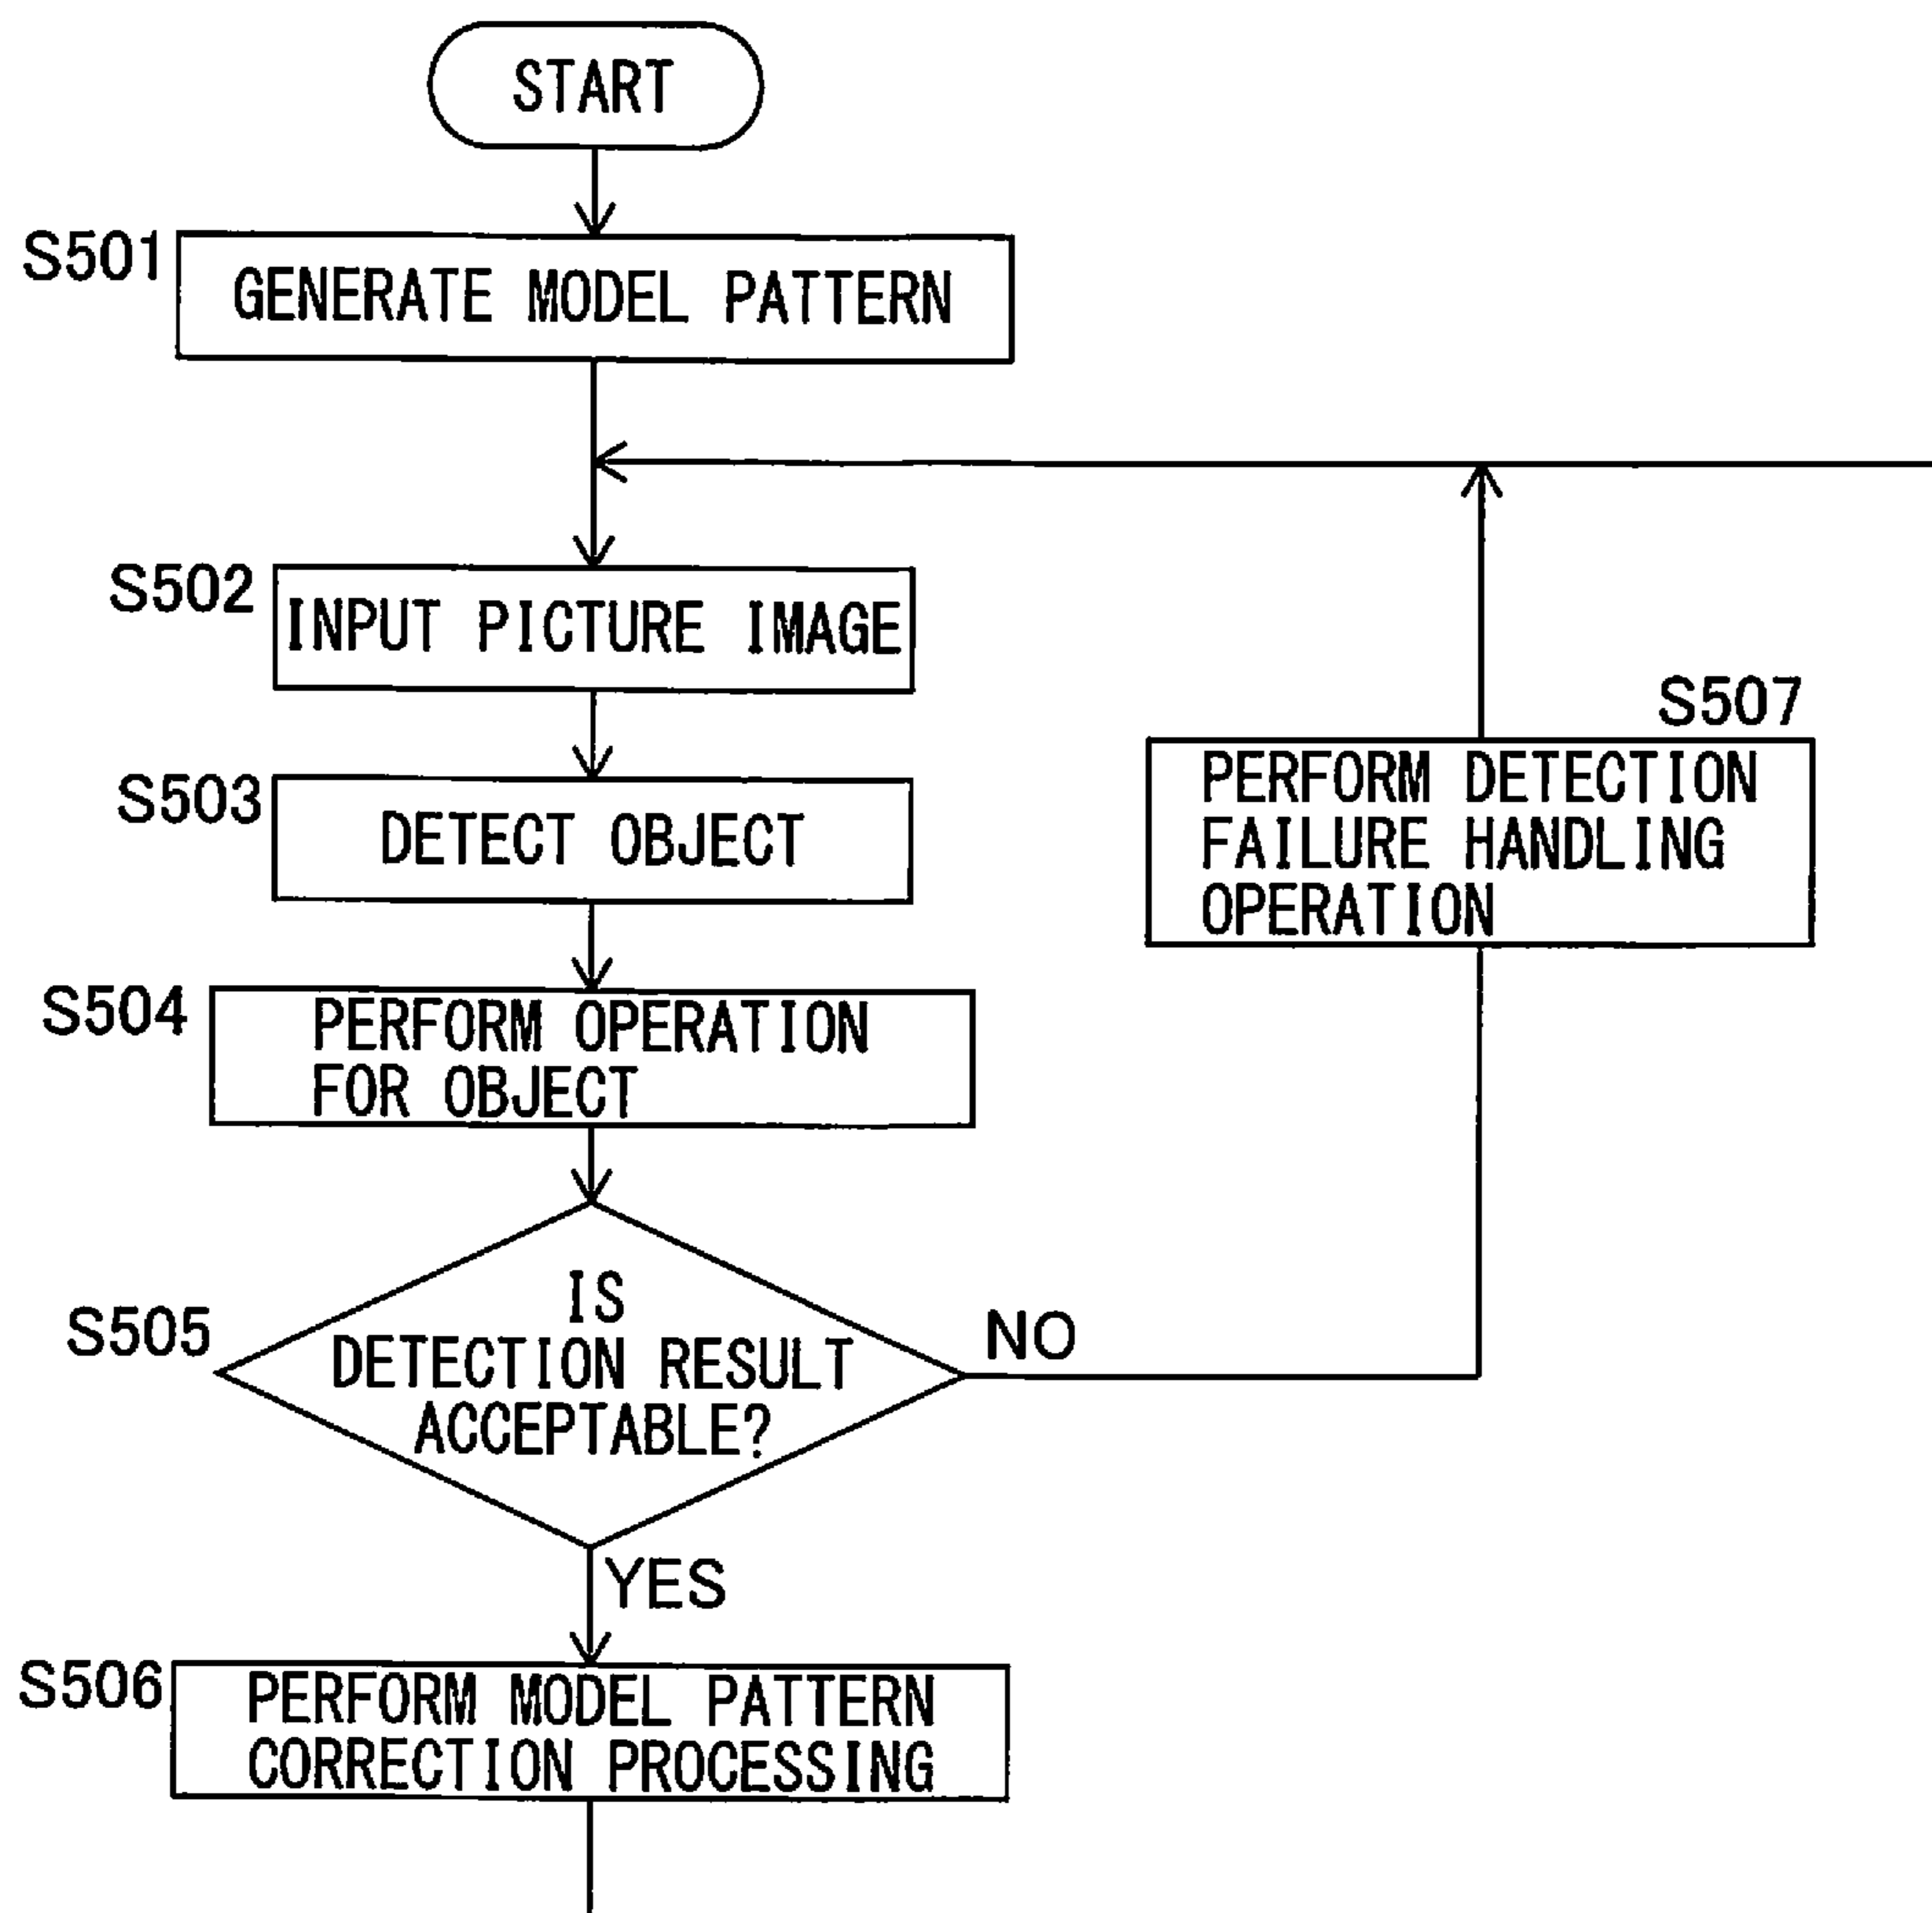 START
S501
GENERATE MODEL PATTERN
S502
INPUT PICTURE IMAGE
S503
DETECT OBJECT
S504
PERFORM OPERATION
FOR OBJECT
S505
IS
DETECTION RESULT
ACCEPTABLE?
NO
YES
S506
PERFORM MODEL PATTERN
CORRECTION PROCESSING
S507
PERFORM DETECTION
FAILURE HANDLING
OPERATION